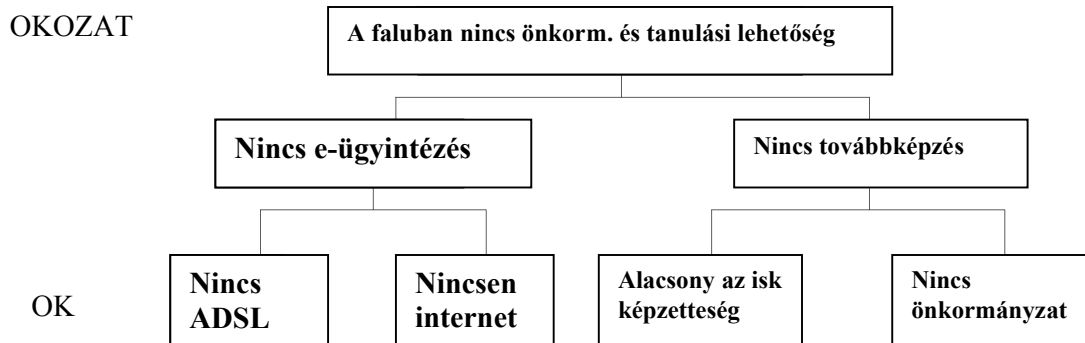 OKOZAT
A faluban nincs önkorm. és tanulási lehetőség
Nincs e-ügyintézés
Nincs továbbképzés
OK
Nincs
ADSL
Nincsen
internet
Alacsony az isk
képzetteség
Nincs
önkormányzat